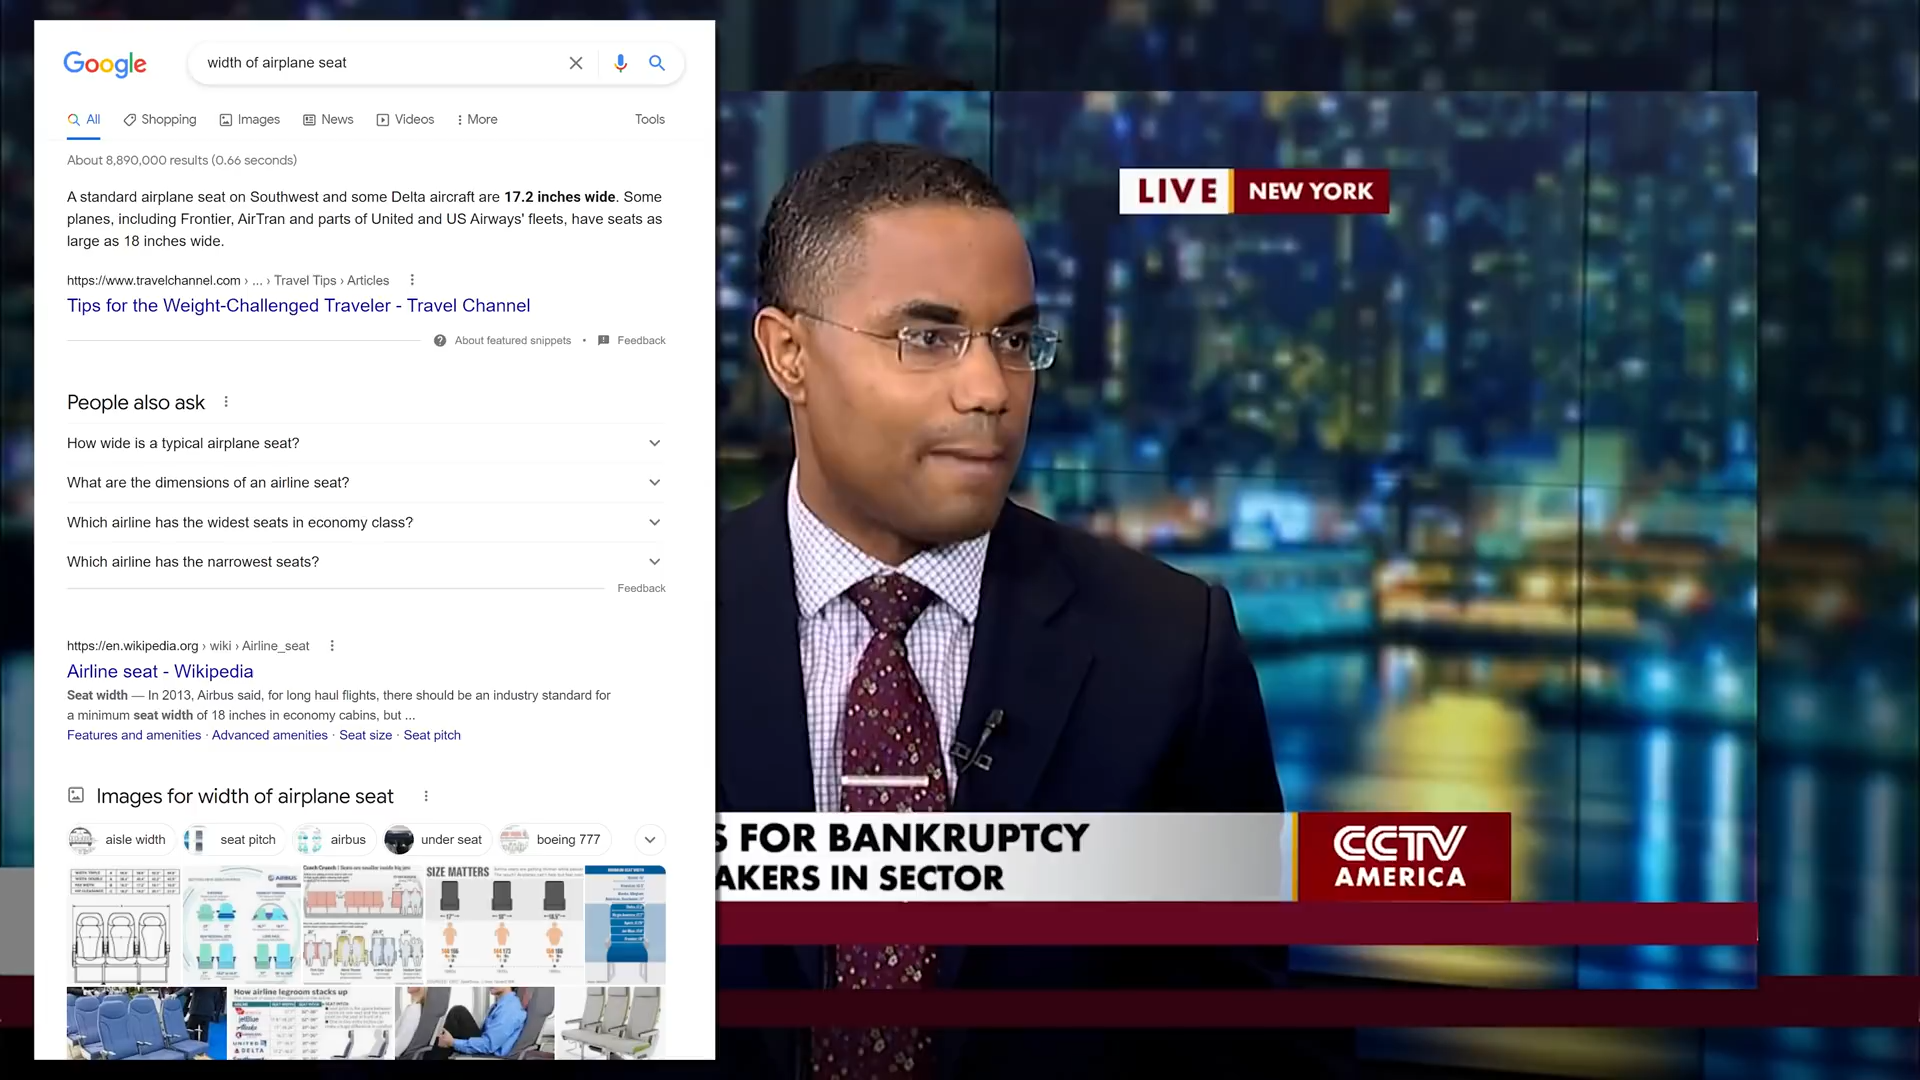 Google
width of airplane seat
All
Shopping
Images
News
Videos
More
Tools
About 8,890,000 results (0.66 seconds)
A standard airplane seat on Southwest and some Delta aircraft are 17.2 inches wide. Some
planes, including Frontier, AirTran and parts of United and US Airways' fleets, have seats as
large as 18 inches wide.
https://www.travelchannel.com › ... › Travel Tips › Articles
Tips for the Weight-Challenged Traveler - Travel Channel
About featured snippets • Feedback
People also ask
How wide is a typical airplane seat?
What are the dimensions of an airline seat?
Which airline has the widest seats in economy class?
Which airline has the narrowest seats?
Feedback
https://en.wikipedia.org › wiki › Airline_seat
Airline seat - Wikipedia
Seat width — In 2013, Airbus said, for long haul flights, there should be an industry standard for
a minimum seat width of 18 inches in economy cabins, but ...
Features and amenities · Advanced amenities · Seat size · Seat pitch
Images for width of airplane seat
aisle width
seat pitch
airbus
under seat
boeing 777
AIRBUS
SIZE MATTERS
How airline legroom stacks up
jetBlue
Alaska
UNITED
DELTA
LIVE NEW YORK
S FOR BANKRUPTCY
AKERS IN SECTOR
CCTV
AMERICA